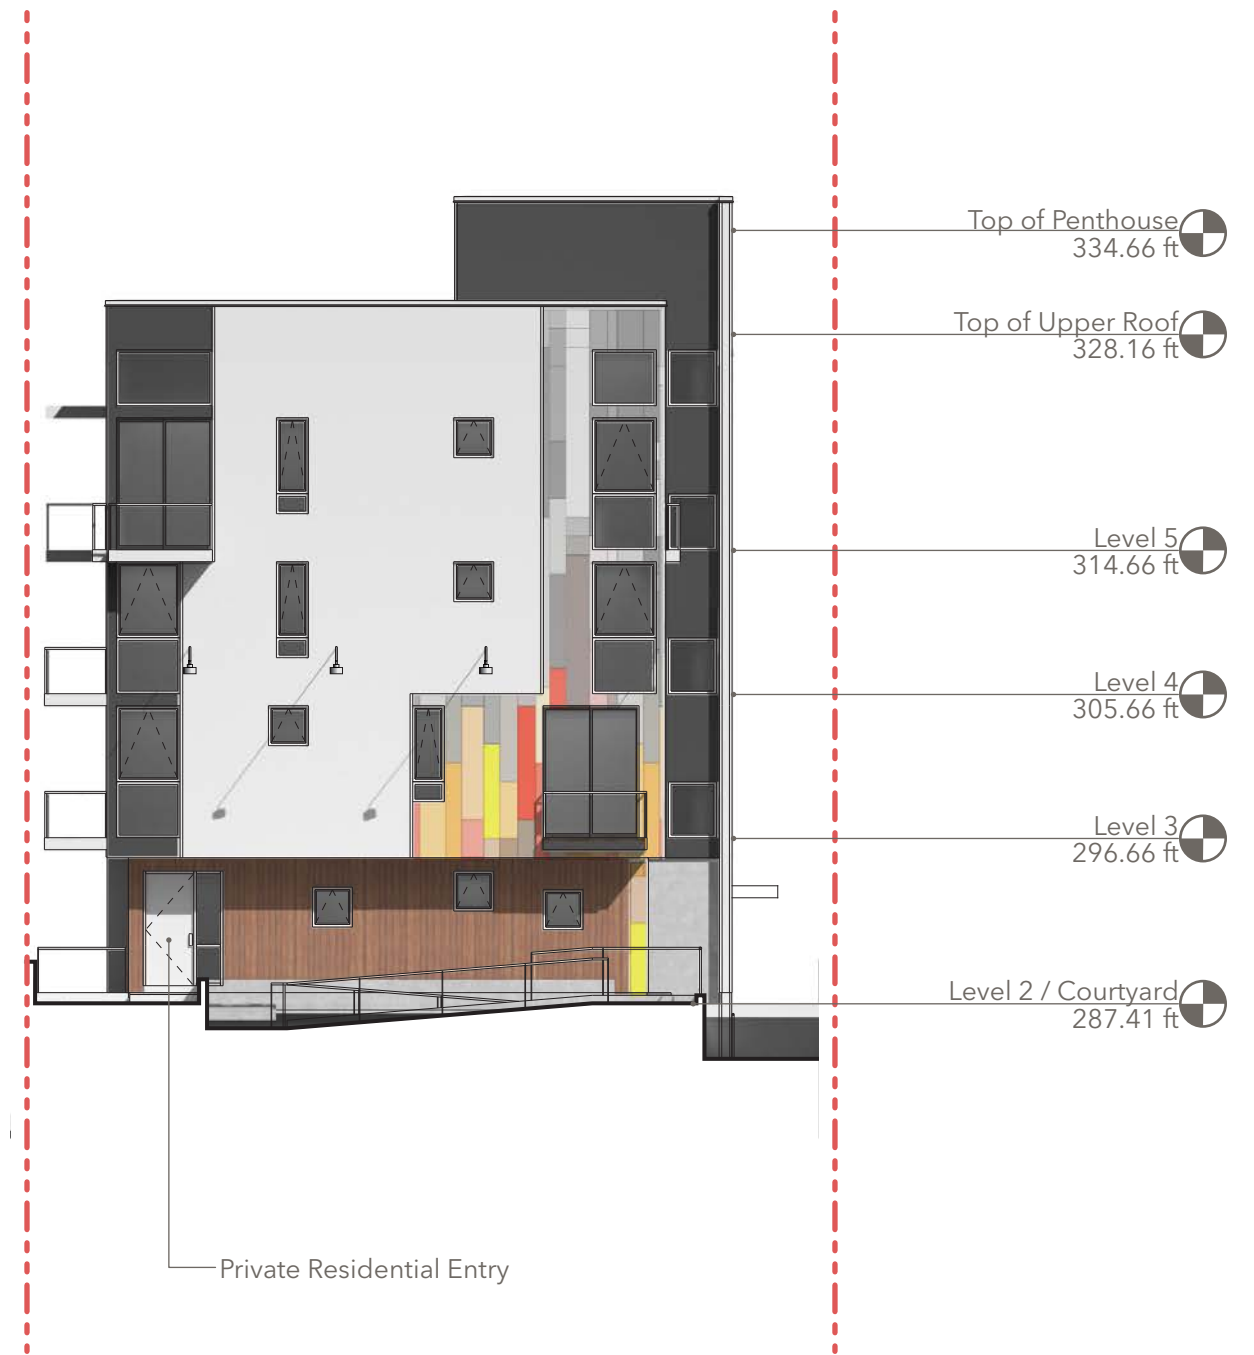 Top of Penthouse
334.66 ft
Top of Upper Roof
328.16 ft
Level 5
314.66 ft
Level 4
305.66 ft
Level 3
296.66 ft
Level 2 / Courtyard
287.41 ft
Private Residential Entry